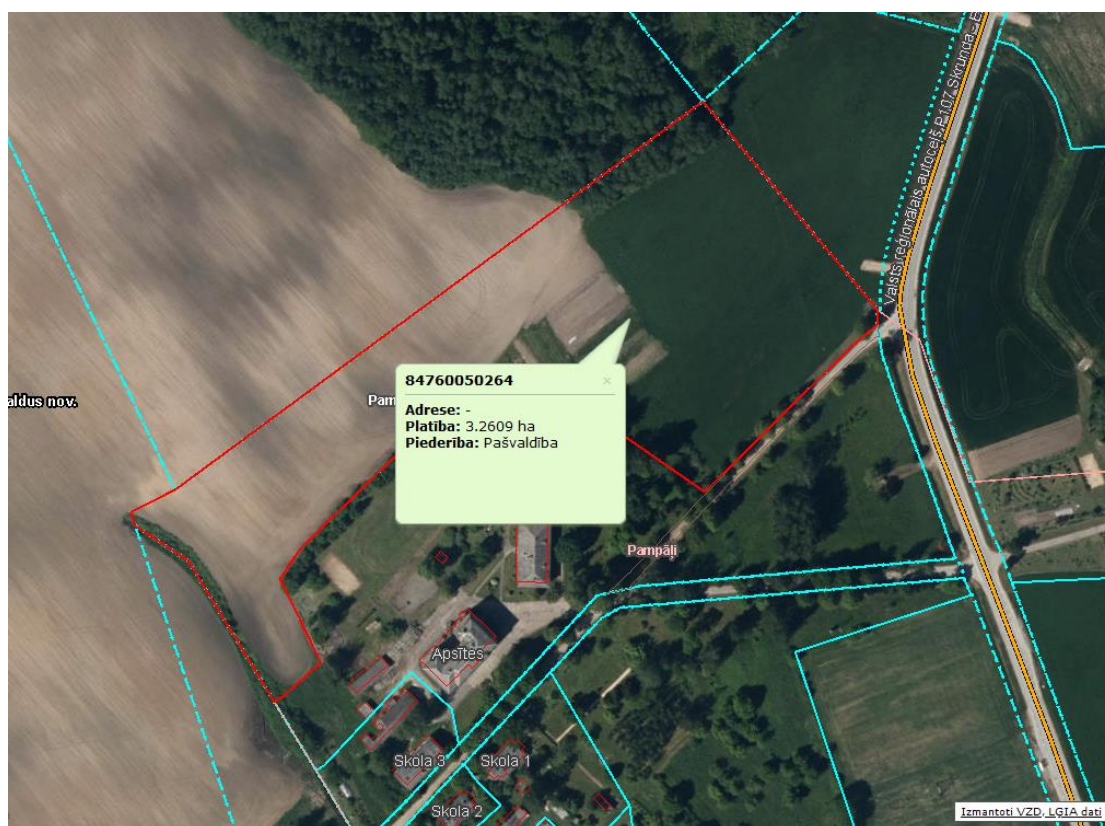 Valsts reģionālais autoceļš P107 Skrunda - E
84760050264 ×
Adrese: -
Platība: 3.2609 ha
Piederība: Pašvaldība
aldus nov.
Pam
Pampāļi
Apsītes
Skola 3
Skola 1
Skola 2
Izmantoti VZD, LĢIA dati